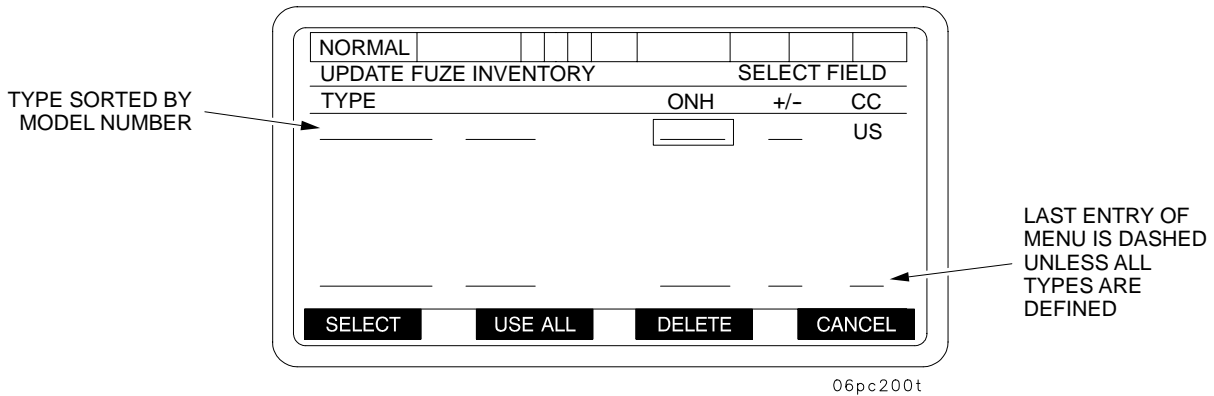 NORMAL
UPDATE FUZE INVENTORY SELECT FIELD
TYPE ONH +/− CC
US
TYPE SORTED BY
MODEL NUMBER
LAST ENTRY OF
MENU IS DASHED
UNLESS ALL
TYPES ARE
DEFINED
SELECT USE ALL DELETE CANCEL
06pc200t